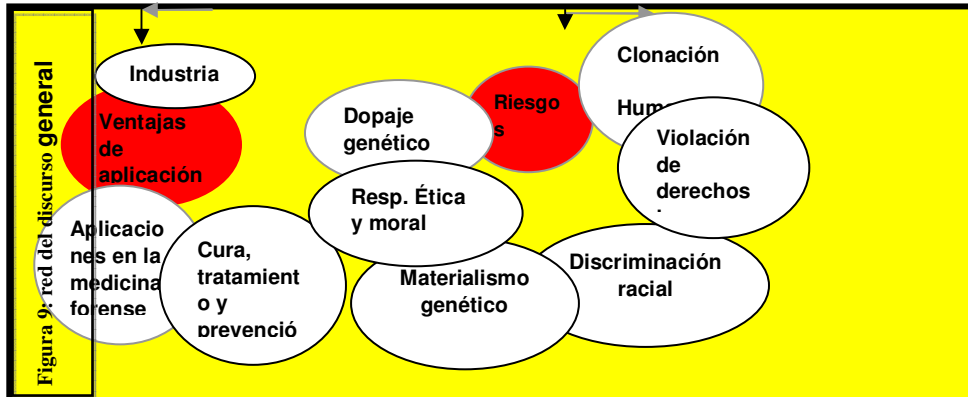 Figura 9: red del discurso general
Industria
Ventajas
de
aplicación
Aplicacio
nes en la
medicina
forense
Cura,
tratamient
o y
prevenció
Dopaje
genético
Resp. Ética
y moral
Materialismo
genético
Riesgo
s
Clonación
Violación
de
derechos
Discriminación
racial